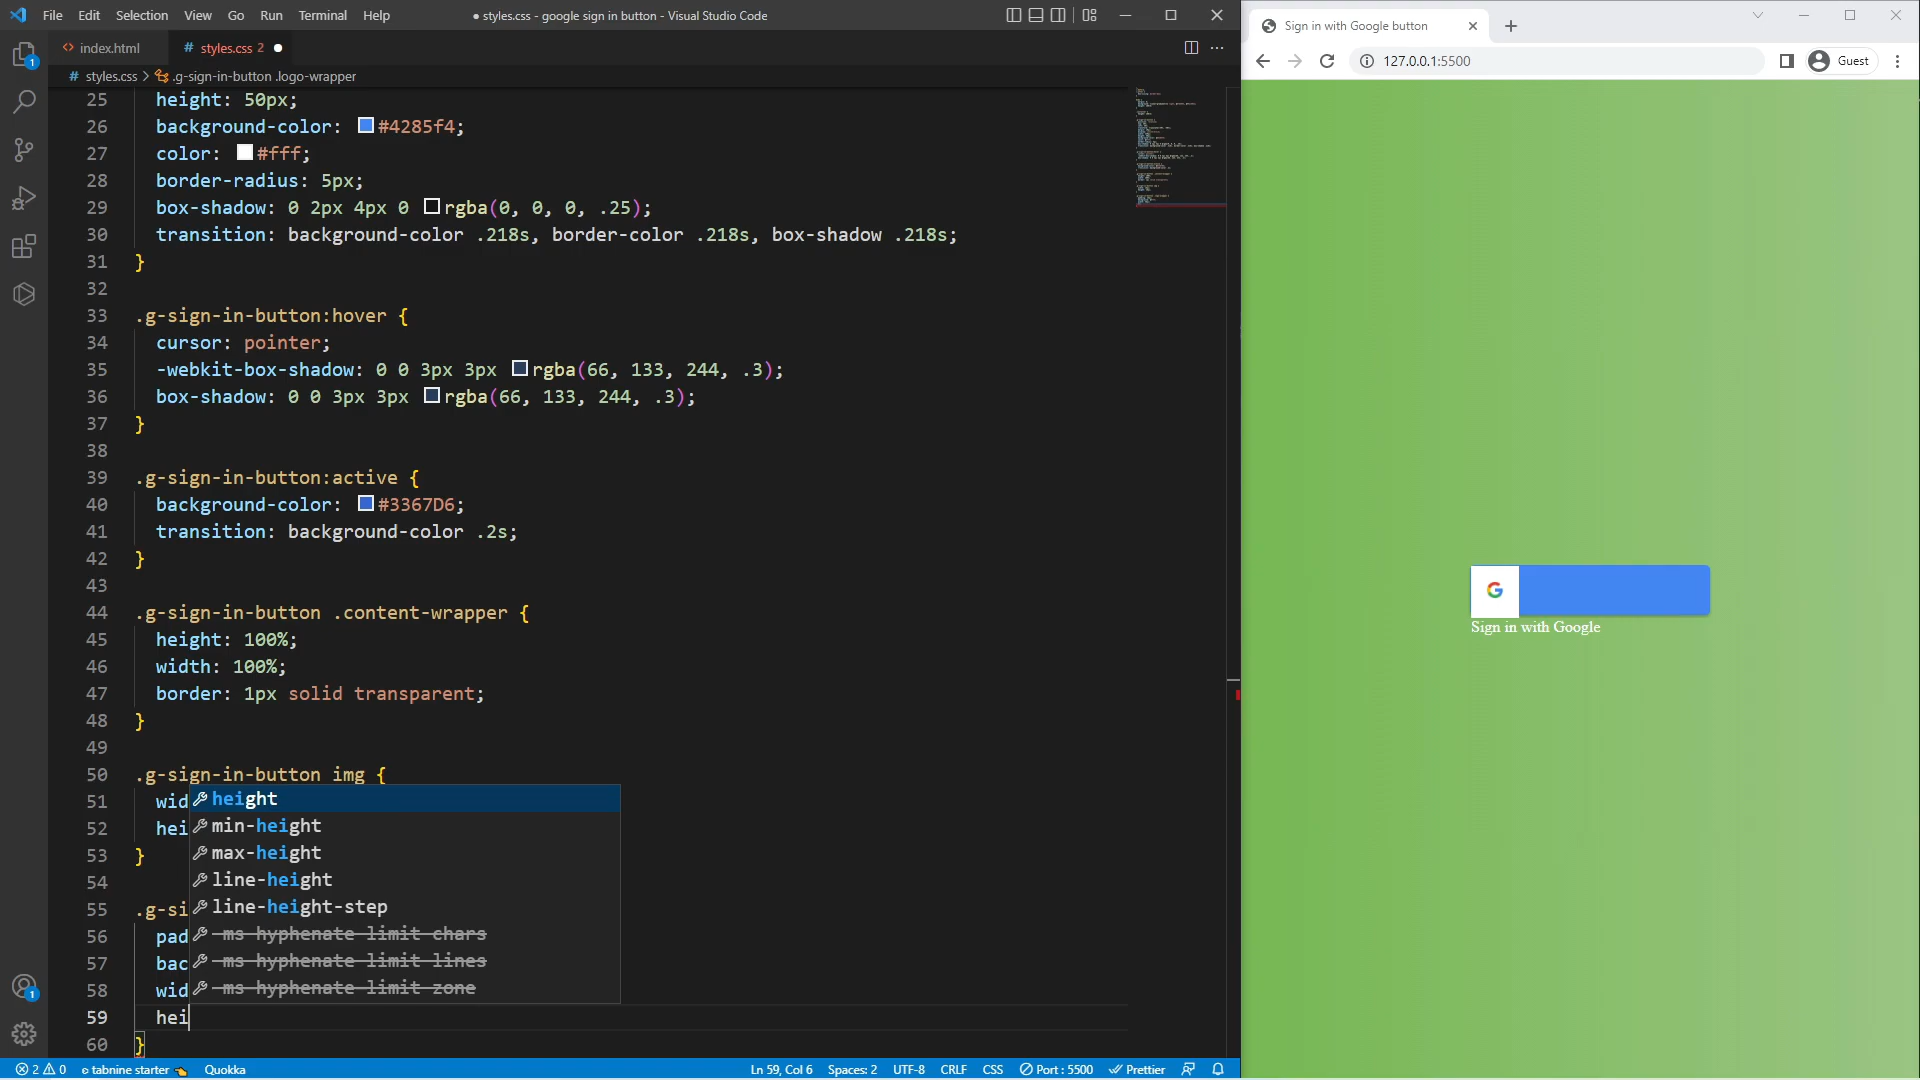 File Edit Selection View Go Run Terminal Help
● styles.css - google sign in button - Visual Studio Code
<> index.html
# styles.css 2 ●
# styles.css > .g-sign-in-button .logo-wrapper
25 height: 50px;
26 background-color: #4285f4;
27 color: #fff;
28 border-radius: 5px;
29 box-shadow: 0 2px 4px 0 rgba(0, 0, 0, .25);
30 transition: background-color .218s, border-color .218s, box-shadow .218s;
31 }
32
33 .g-sign-in-button:hover {
34 cursor: pointer;
35 -webkit-box-shadow: 0 0 3px 3px rgba(66, 133, 244, .3);
36 box-shadow: 0 0 3px 3px rgba(66, 133, 244, .3);
37 }
38
39 .g-sign-in-button:active {
40 background-color: #3367D6;
41 transition: background-color .2s;
42 }
43
44 .g-sign-in-button .content-wrapper {
45 height: 100%;
46 width: 100%;
47 border: 1px solid transparent;
48 }
49
50 .g-sign-in-button img {
51 wid
52 hei
53 }
54
55 .g-si
56 pad
57 bac
58 wid
59 hei
60 }
height
min-height
max-height
line-height
line-height-step
-ms-hyphenate-limit-chars
-ms-hyphenate-limit-lines
-ms-hyphenate-limit-zone
1
1
2 0 tabnine starter Quokka
Ln 59, Col 6 Spaces: 2 UTF-8 CRLF CSS Port : 5500 Prettier
Sign in with Google button
127.0.0.1:5500
Guest
G
Sign in with Google